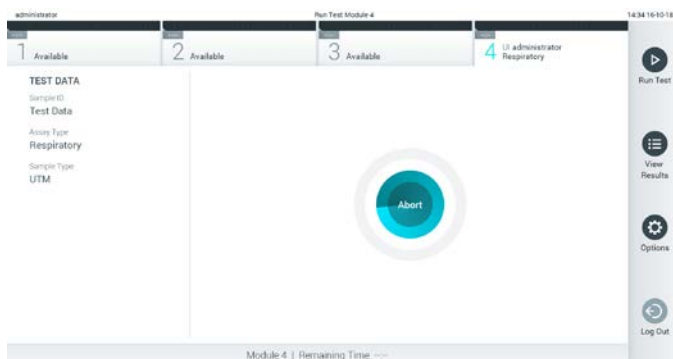 administrator
Run Test Module 4
14:34 16-10-18
1 Available
2 Available
3 Available
4 UI administrator
Respiratory
TEST DATA
Sample ID
Test Data
Assay Type
Respiratory
Sample Type
UTM
Abort
Run Test
View
Results
Options
Log Out
Module 4 | Remaining Time --:--